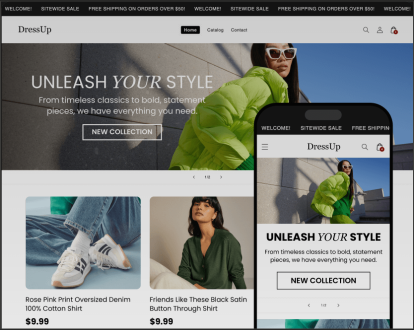 WELCOME! SITEWIDE SALE FREE SHIPPING ON ORDERS OVER $50! WELCOME! SITEWIDE SALE FREE SHIPPING ON ORDERS OVER $50!
DressUp
Home Catalog Contact
UNLEASH YOUR STYLE
From timeless classics to bold, statement
pieces, we have everything you need.
NEW COLLECTION
1/3
Rose Pink Print Oversized Denim
100% Cotton Shirt
$9.99
Friends Like These Black Satin
Button Through Shirt
$9.99
WELCOME! SITEWIDE SALE FREE SHIPPIN
DressUp
UNLEASH YOUR STYLE
From timeless classics to bold, statement
pieces, we have everything you need.
NEW COLLECTION